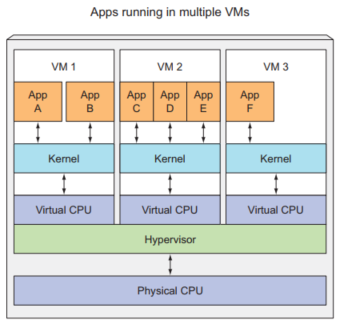 Apps running in multiple VMs
VM 1
VM 2
VM 3
App
A
App
B
App
C
App
D
App
E
App
F
Kernel
Kernel
Kernel
Virtual CPU
Virtual CPU
Virtual CPU
Hypervisor
Physical CPU